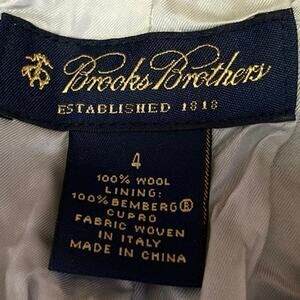 Brooks Brothers
ESTABLISHED 1818
4
100% WOOL
LINING:
100% BEMBERG®
CUPRO
FABRIC WOVEN
IN ITALY
MADE IN CHINA